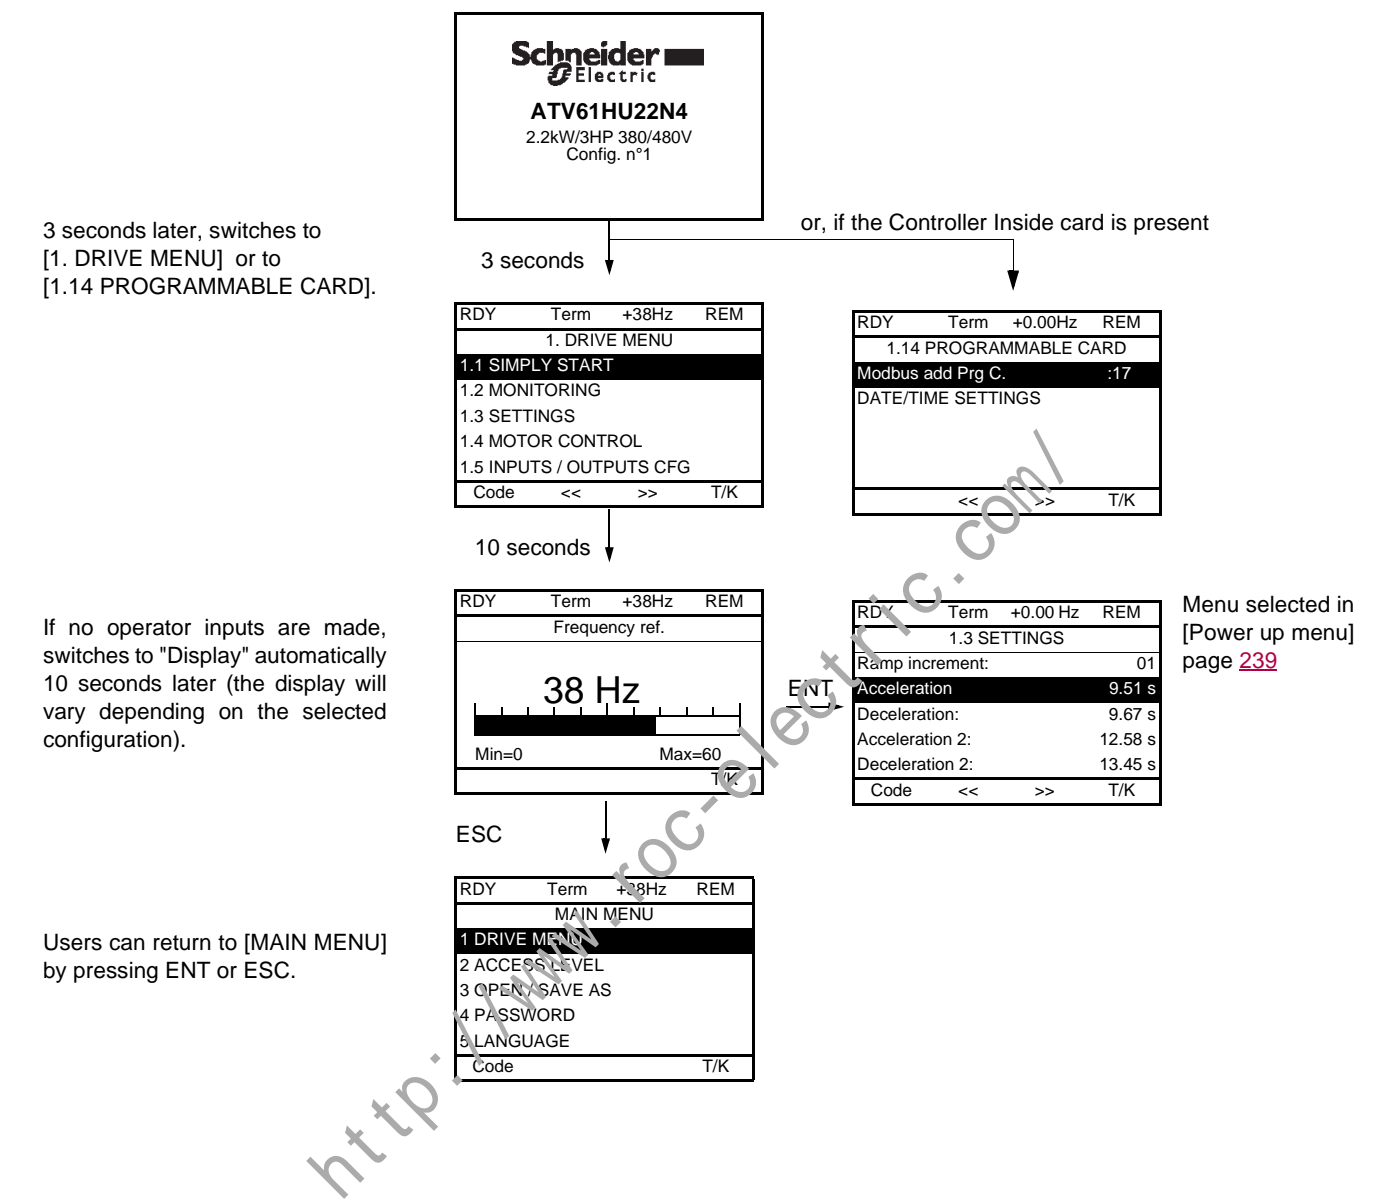 Schneider
Electric
ATV61HU22N4
2.2kW/3HP 380/480V
Config. n°1
3 seconds later, switches to
[1. DRIVE MENU] or to
[1.14 PROGRAMMABLE CARD].
3 seconds
or, if the Controller Inside card is present
RDY Term +38Hz REM
1. DRIVE MENU
1.1 SIMPLY START
1.2 MONITORING
1.3 SETTINGS
1.4 MOTOR CONTROL
1.5 INPUTS / OUTPUTS CFG
Code << >> T/K
RDY Term +0.00Hz REM
1.14 PROGRAMMABLE CARD
Modbus add Prg C. :17
DATE/TIME SETTINGS
<< >> T/K
10 seconds
If no operator inputs are made,
switches to "Display" automatically
10 seconds later (the display will
vary depending on the selected
configuration).
RDY Term +38Hz REM
Frequency ref.
38 Hz
Min=0 Max=60
T/K
ENT
RDY Term +0.00 Hz REM
1.3 SETTINGS
Ramp increment: 01
Acceleration 9.51 s
Deceleration: 9.67 s
Acceleration 2: 12.58 s
Deceleration 2: 13.45 s
Code << >> T/K
Menu selected in
[Power up menu]
page 239
ESC
Users can return to [MAIN MENU]
by pressing ENT or ESC.
RDY Term +38Hz REM
MAIN MENU
1 DRIVE MENU
2 ACCESS LEVEL
3 OPEN / SAVE AS
4 PASSWORD
5 LANGUAGE
Code T/K
http://www.roc-electric.com/